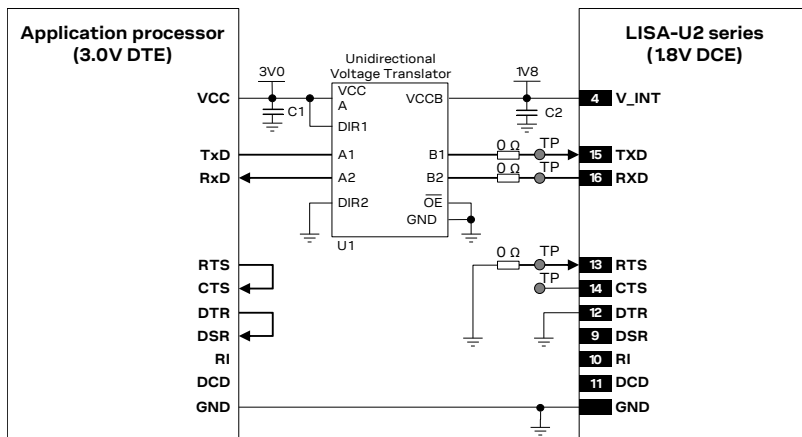 Application processor
(3.0V DTE)
LISA-U2 series
(1.8V DCE)
Unidirectional
Voltage Translator
3V0
1V8
VCC
C1
VCC
A
VCCB
C2
4
V_INT
DIR1
TxD
A1
B1
0 Ω
TP
15
TXD
RxD
A2
B2
0 Ω
TP
16
RXD
DIR2
OE
GND
U1
RTS
0 Ω
TP
13
RTS
CTS
TP
14
CTS
DTR
12
DTR
DSR
9
DSR
RI
10
RI
DCD
11
DCD
GND
GND